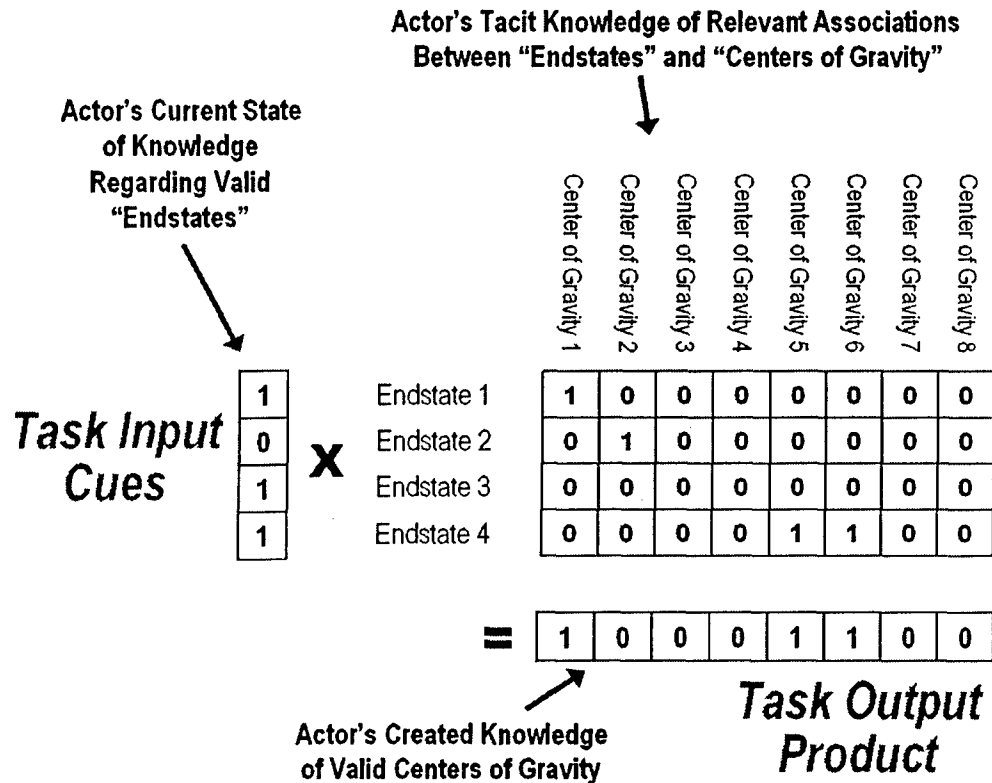 Actor's Tacit Knowledge of Relevant Associations
Between "Endstates" and "Centers of Gravity"
Actor's Current State
of Knowledge
Regarding Valid
"Endstates"
Center of Gravity 1
Center of Gravity 2
Center of Gravity 3
Center of Gravity 4
Center of Gravity 5
Center of Gravity 6
Center of Gravity 7
Center of Gravity 8
Task Input
Cues
1
0
1
1
X
Endstate 1 1 0 0 0 0 0 0 0
Endstate 2 0 1 0 0 0 0 0 0
Endstate 3 0 0 0 0 0 0 0 0
Endstate 4 0 0 0 0 1 1 0 0
= 1 0 0 0 1 1 0 0
Actor's Created Knowledge
of Valid Centers of Gravity
Task Output
Product